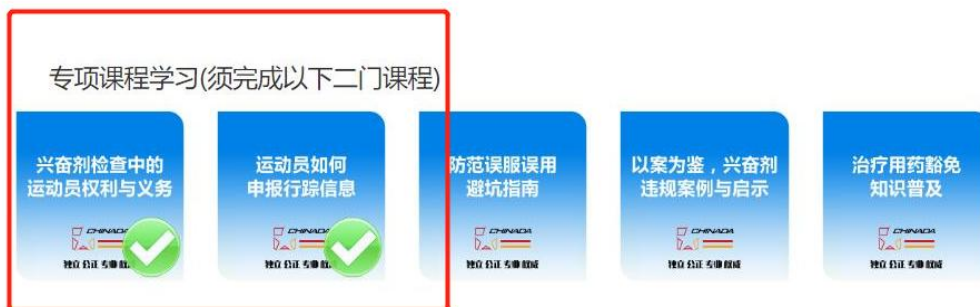 专项课程学习(须完成以下二门课程)
兴奋剂检查中的
运动员权利与义务
CHINADA
独立 公正 专业 权威
运动员如何
申报行踪信息
CHINADA
独立 公正 专业 权威
防范误服误用
避坑指南
CHINADA
独立 公正 专业 权威
以案为鉴，兴奋剂
违规案例与启示
CHINADA
独立 公正 专业 权威
治疗用药豁免
知识普及
CHINADA
独立 公正 专业 权威